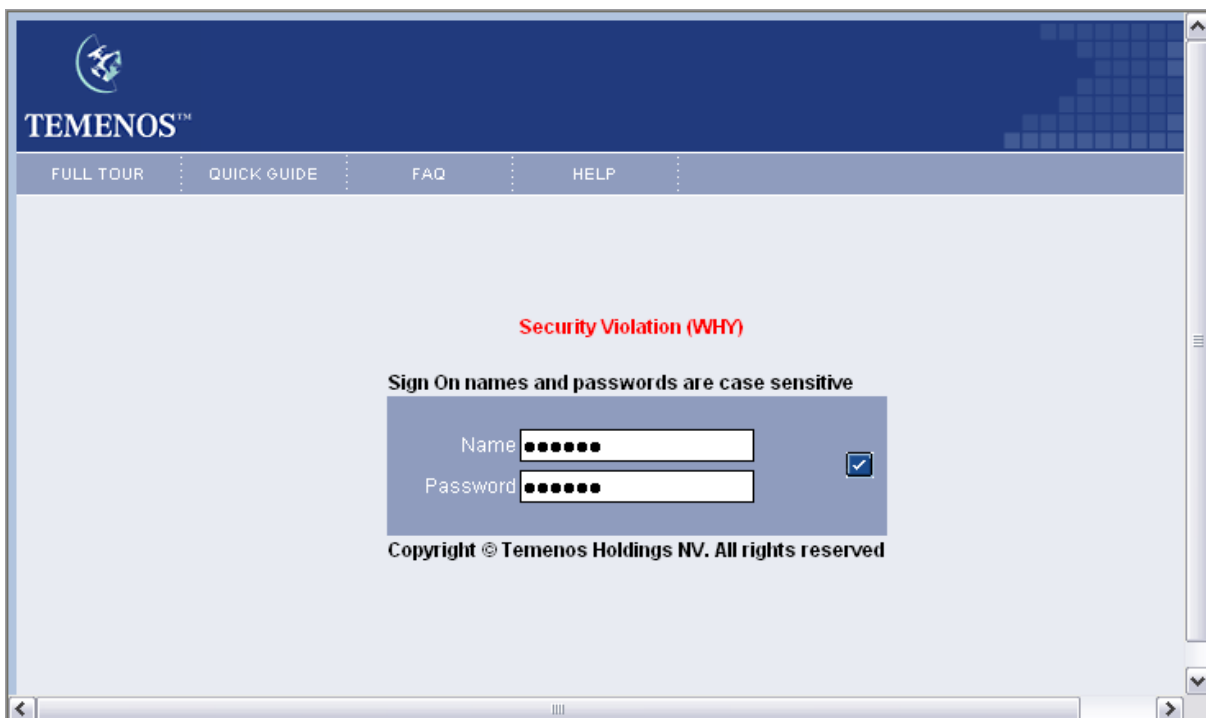 TEMENOS™
FULL TOUR QUICK GUIDE FAQ HELP
Security Violation (WHY)
Sign On names and passwords are case sensitive
Name ●●●●●●
Password ●●●●●●
Copyright © Temenos Holdings NV. All rights reserved